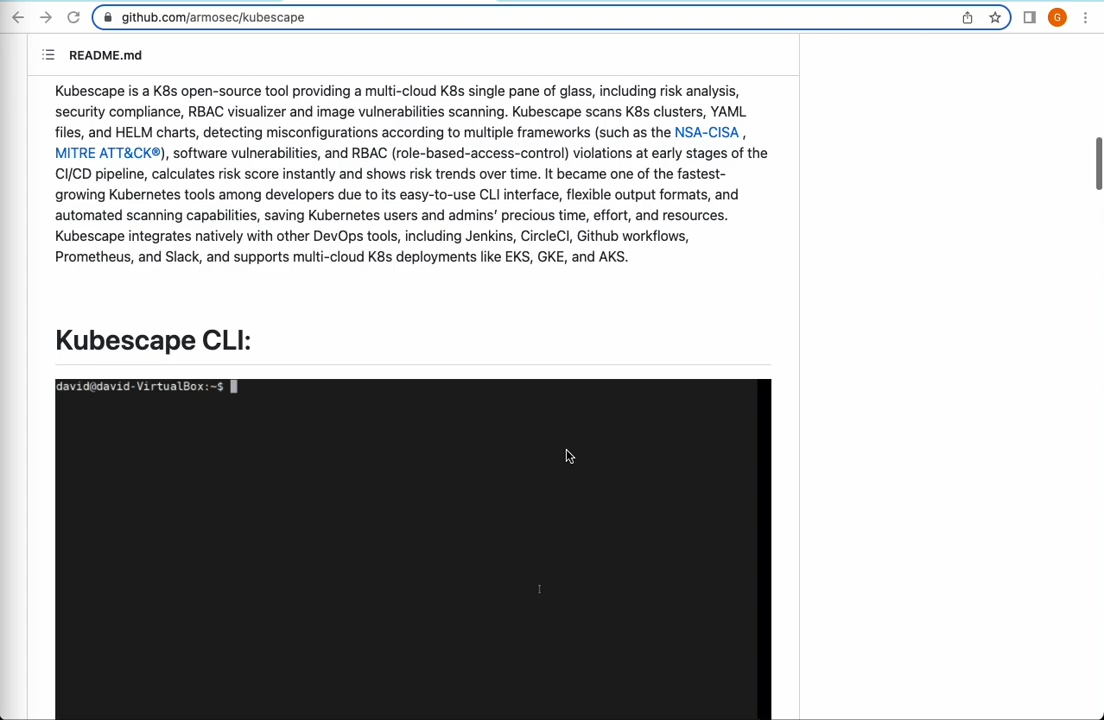 github.com/armosec/kubescape
G
README.md
Kubescape is a K8s open-source tool providing a multi-cloud K8s single pane of glass, including risk analysis,
security compliance, RBAC visualizer and image vulnerabilities scanning. Kubescape scans K8s clusters, YAML
files, and HELM charts, detecting misconfigurations according to multiple frameworks (such as the NSA-CISA ,
MITRE ATT&CK®), software vulnerabilities, and RBAC (role-based-access-control) violations at early stages of the
CI/CD pipeline, calculates risk score instantly and shows risk trends over time. It became one of the fastest-
growing Kubernetes tools among developers due to its easy-to-use CLI interface, flexible output formats, and
automated scanning capabilities, saving Kubernetes users and admins’ precious time, effort, and resources.
Kubescape integrates natively with other DevOps tools, including Jenkins, CircleCI, Github workflows,
Prometheus, and Slack, and supports multi-cloud K8s deployments like EKS, GKE, and AKS.
Kubescape CLI:
david@david-VirtualBox:~$